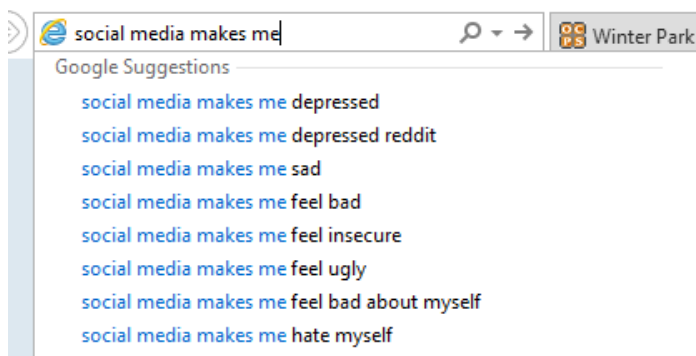 social media makes me
OCPS Winter Park
Google Suggestions
social media makes me depressed
social media makes me depressed reddit
social media makes me sad
social media makes me feel bad
social media makes me feel insecure
social media makes me feel ugly
social media makes me feel bad about myself
social media makes me hate myself